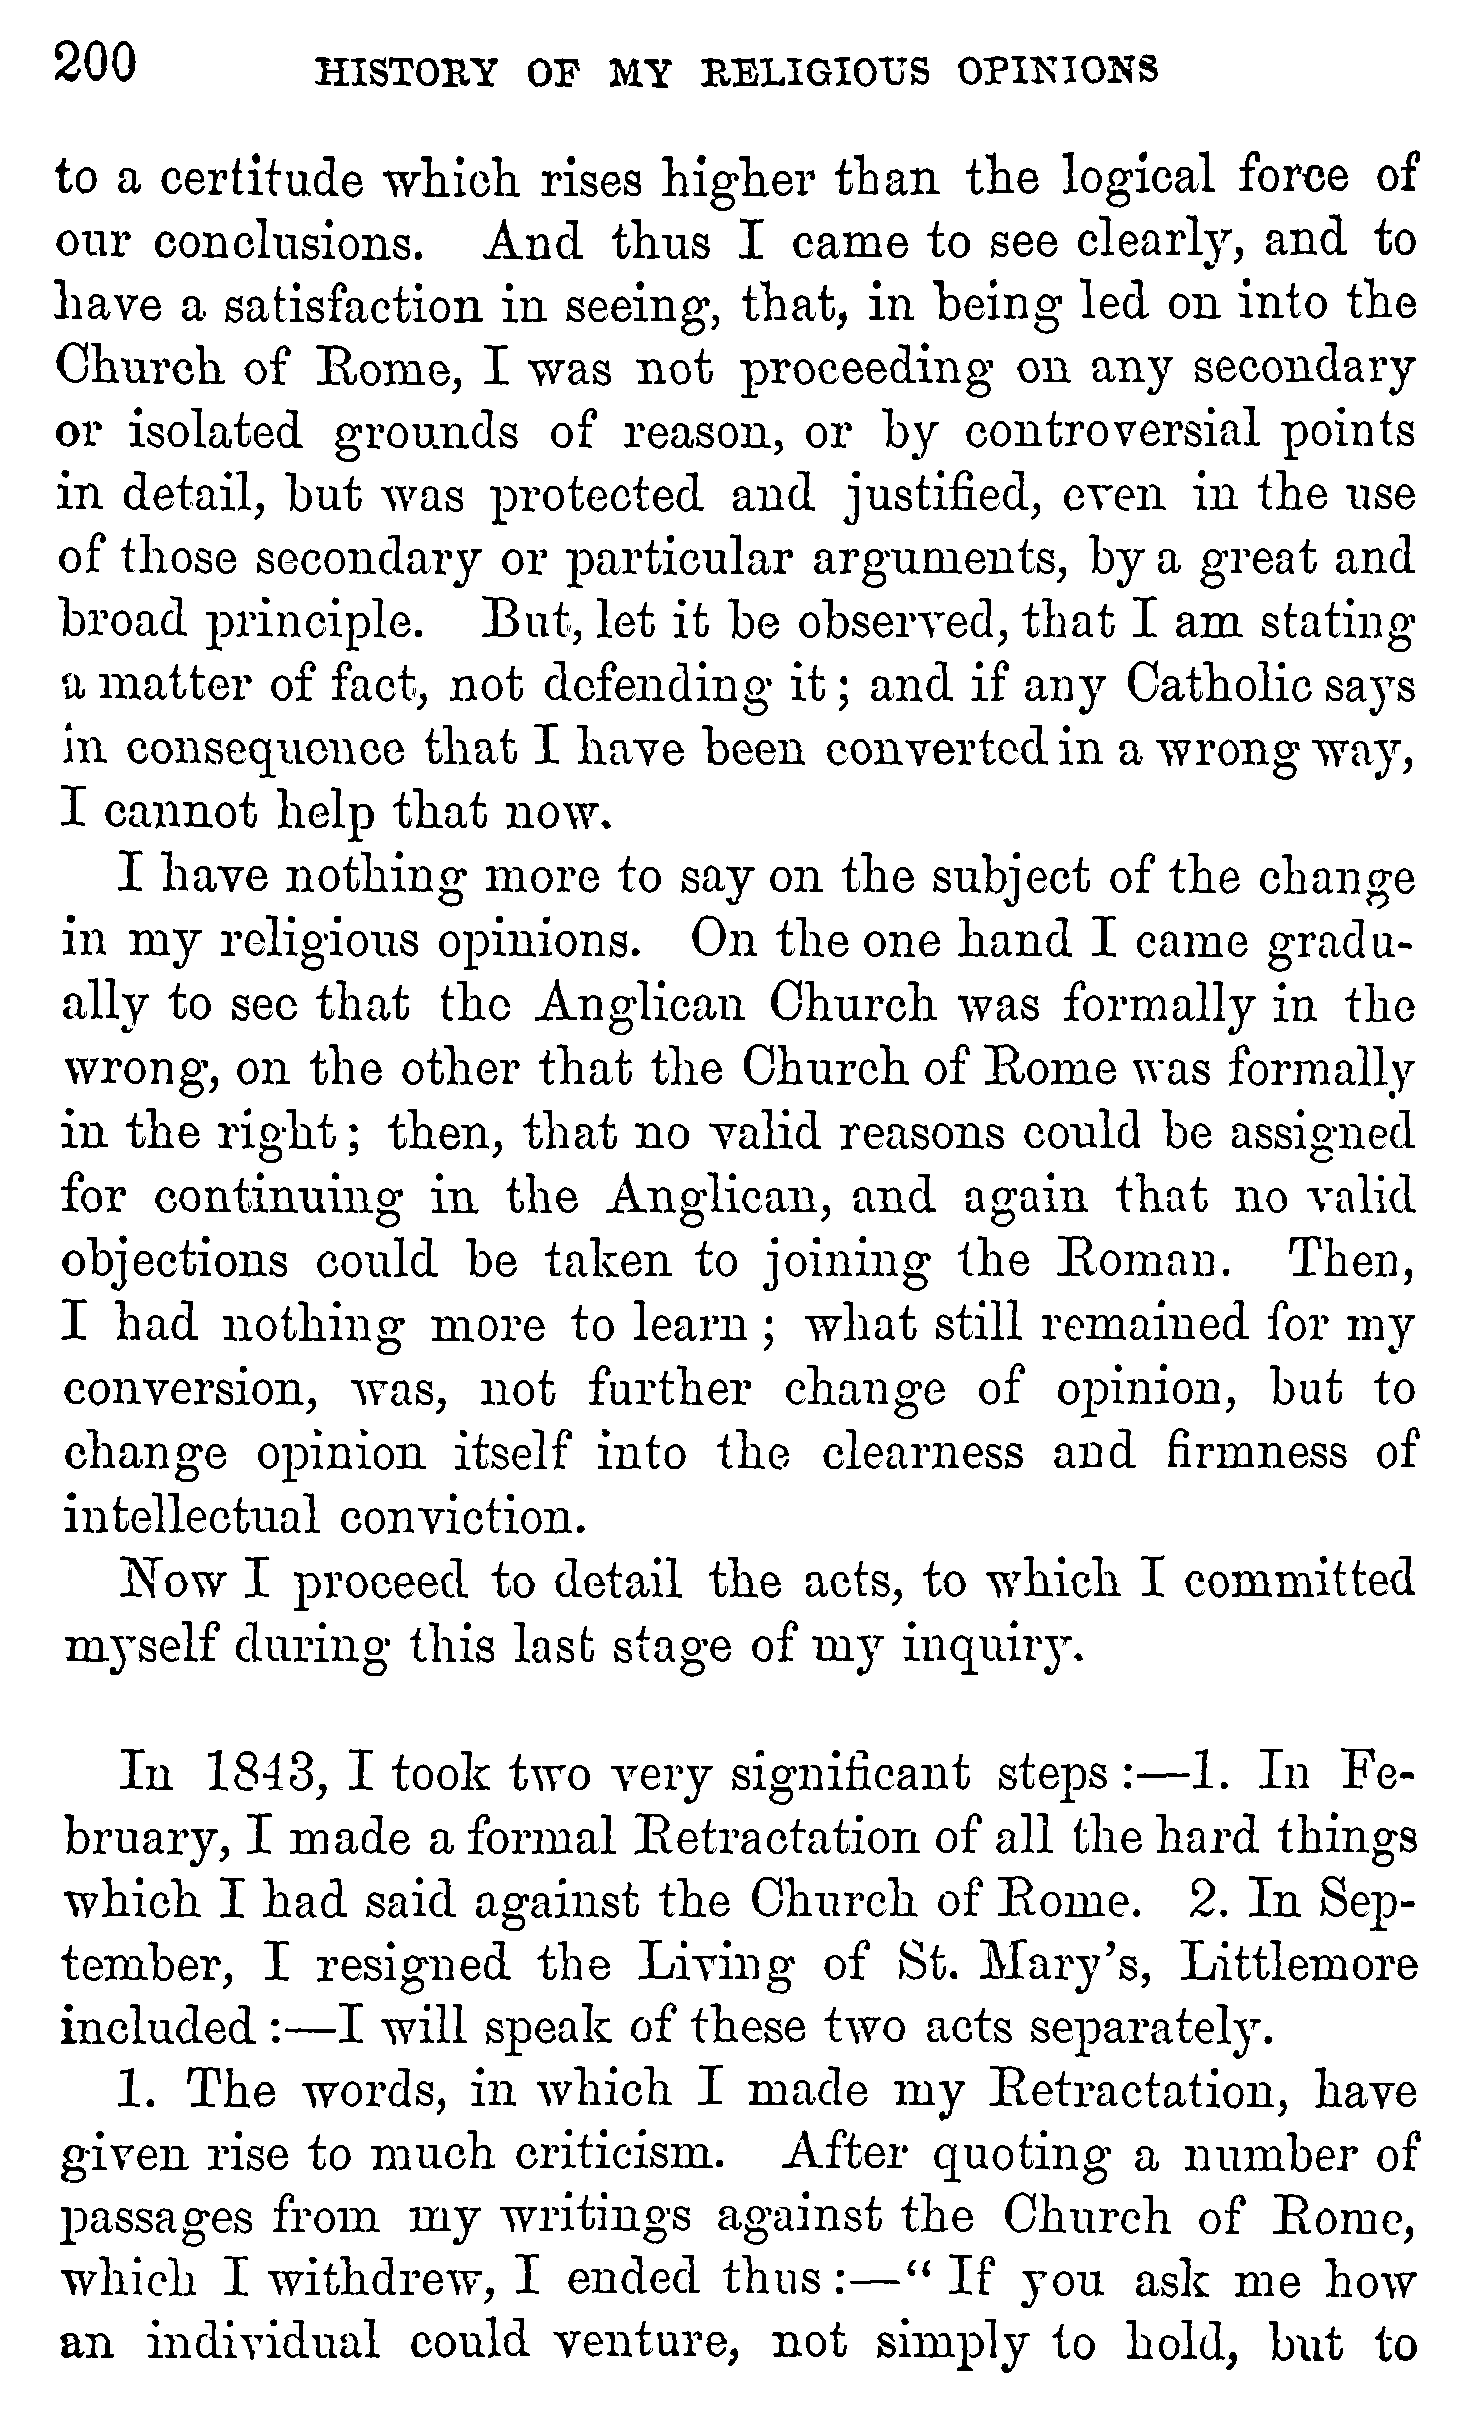 200 HISTORY OF MY RELIGIOUS OPINIONS
to a certitude which rises higher than the logical force of
our conclusions. And thus I came to see clearly, and to
have a satisfaction in seeing, that, in being led on into the
Church of Rome, I was not proceeding on any secondary
or isolated grounds of reason, or by controversial points
in detail, but was protected and justified, even in the use
of those secondary or particular arguments, by a great and
broad principle. But, let it be observed, that I am stating
a matter of fact, not defending it; and if any Catholic says
in consequence that I have been converted in a wrong way,
I cannot help that now.
I have nothing more to say on the subject of the change
in my religious opinions. On the one hand I came gradu-
ally to see that the Anglican Church was formally in the
wrong, on the other that the Church of Rome was formally
in the right; then, that no valid reasons could be assigned
for continuing in the Anglican, and again that no valid
objections could be taken to joining the Roman. Then,
I had nothing more to learn; what still remained for my
conversion, was, not further change of opinion, but to
change opinion itself into the clearness and firmness of
intellectual conviction.
Now I proceed to detail the acts, to which I committed
myself during this last stage of my inquiry.
In 1843, I took two very significant steps:—1. In Fe-
bruary, I made a formal Retractation of all the hard things
which I had said against the Church of Rome. 2. In Sep-
tember, I resigned the Living of St. Mary's, Littlemore
included:—I will speak of these two acts separately.
1. The words, in which I made my Retractation, have
given rise to much criticism. After quoting a number of
passages from my writings against the Church of Rome,
which I withdrew, I ended thus:—“If you ask me how
an individual could venture, not simply to hold, but to